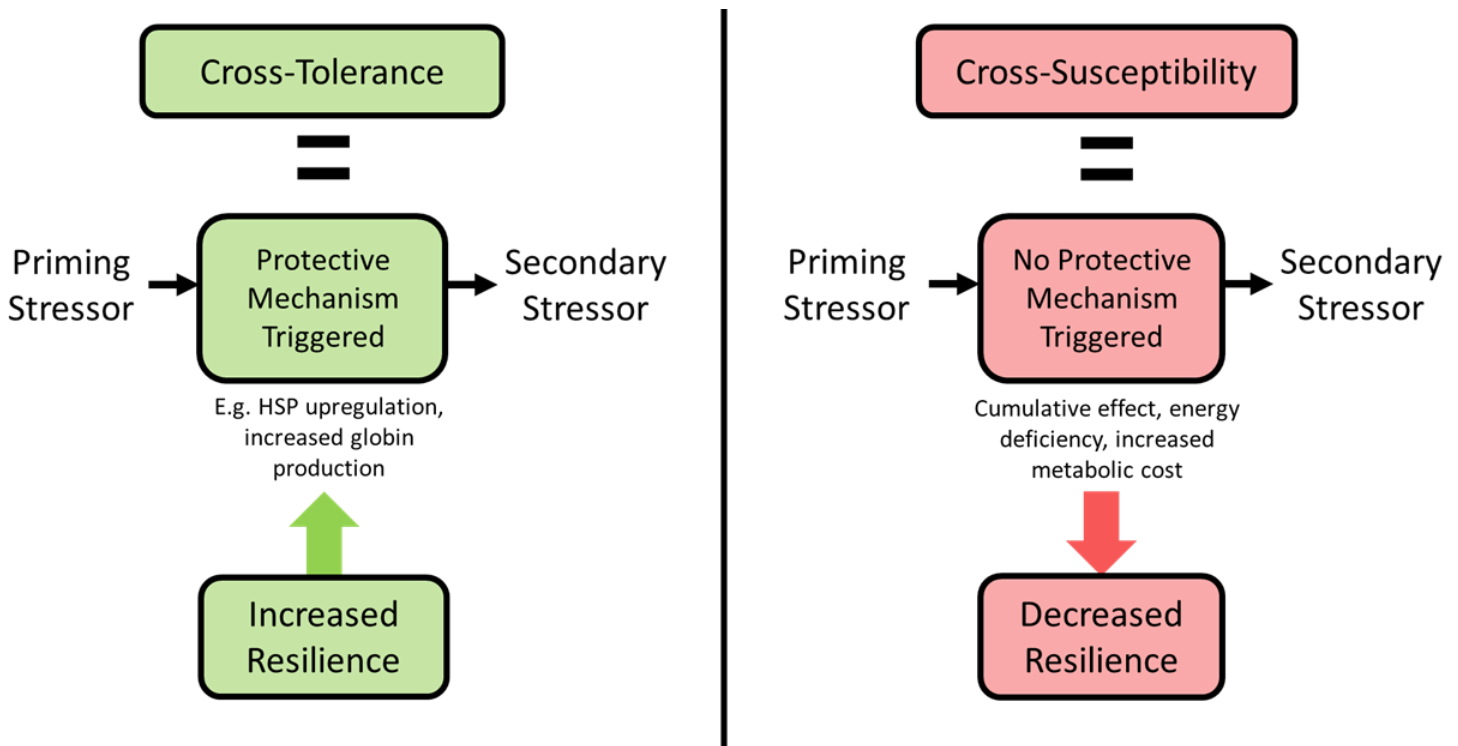 Cross-Tolerance
=
Priming
Stressor
Protective
Mechanism
Triggered
Secondary
Stressor
E.g. HSP upregulation,
increased globin
production
Increased
Resilience
Cross-Susceptibility
=
Priming
Stressor
No Protective
Mechanism
Triggered
Secondary
Stressor
Cumulative effect, energy
deficiency, increased
metabolic cost
Decreased
Resilience